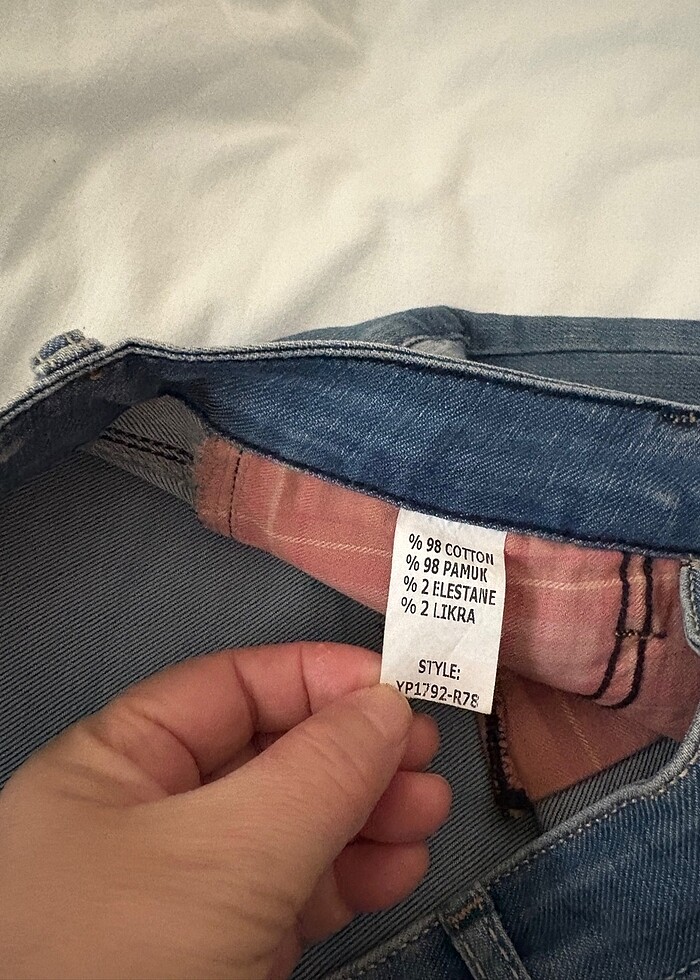 % 98 COTTON
% 98 PAMUK
% 2 ELESTANE
% 2 LIKRA
STYLE:
YP1792-R78